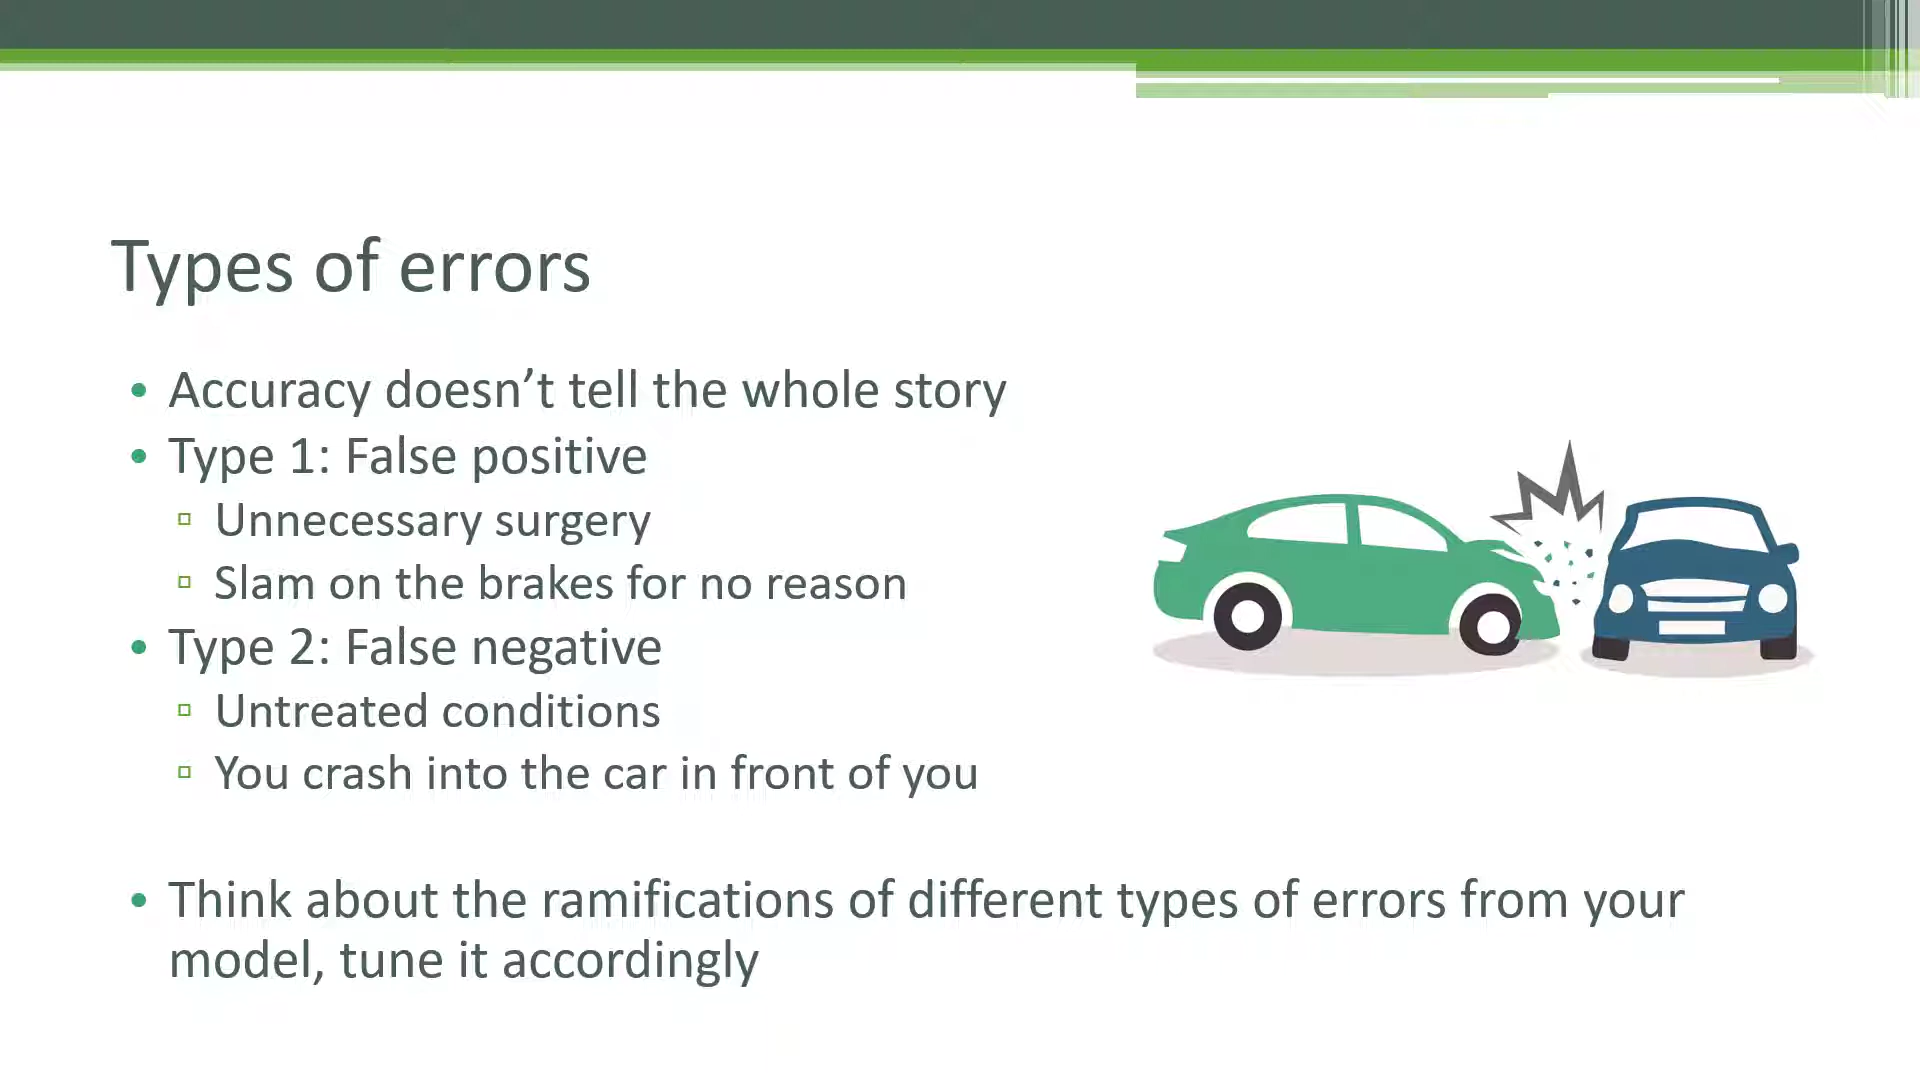 Types of errors
• Accuracy doesn’t tell the whole story
• Type 1: False positive
▫ Unnecessary surgery
▫ Slam on the brakes for no reason
• Type 2: False negative
▫ Untreated conditions
▫ You crash into the car in front of you
• Think about the ramifications of different types of errors from your
model, tune it accordingly